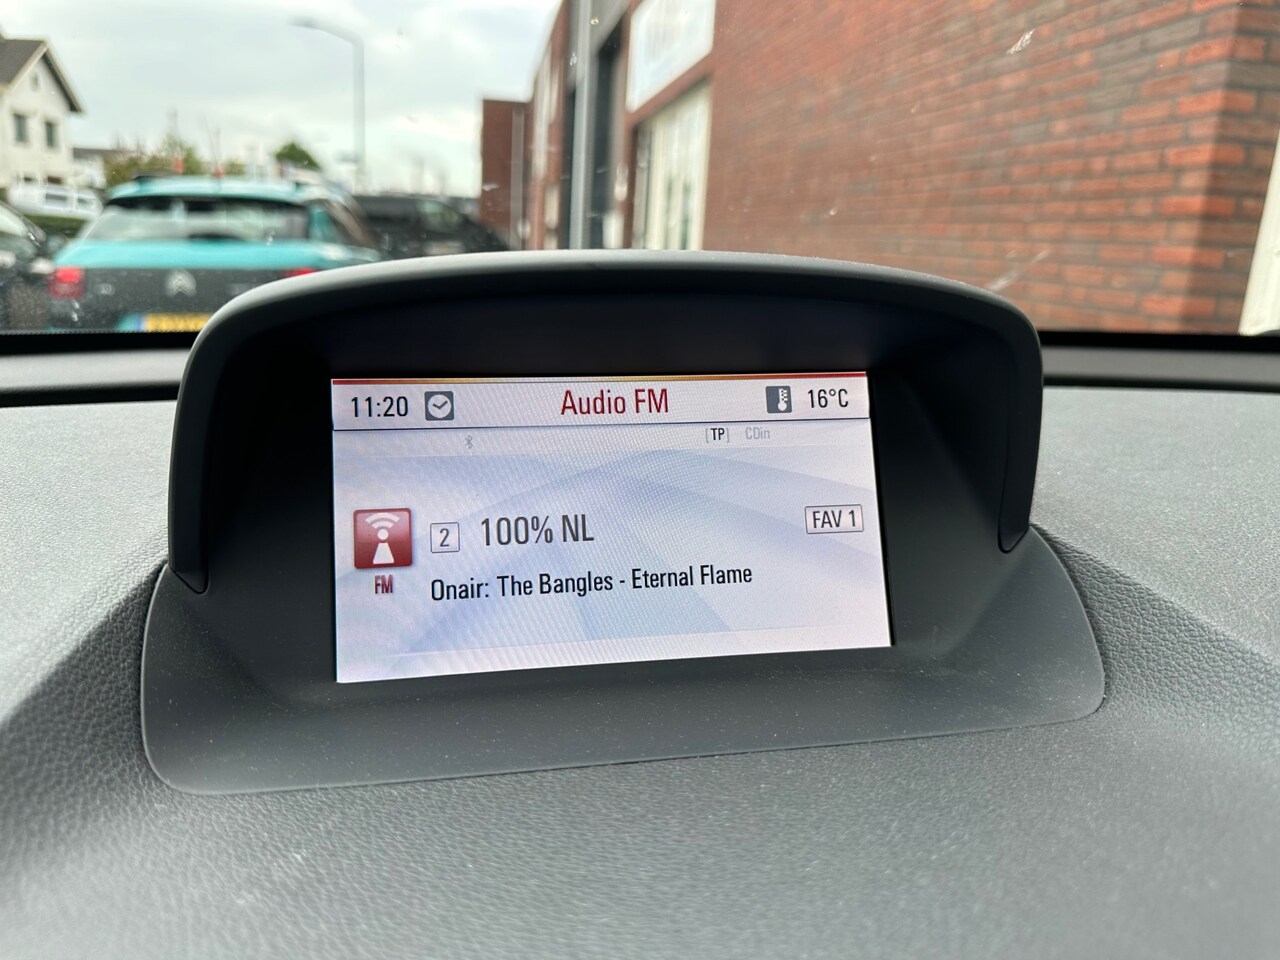 11:20 Audio FM 16°C
[TP] CDin
2 100% NL FAV 1
FM
Onair: The Bangles - Eternal Flame